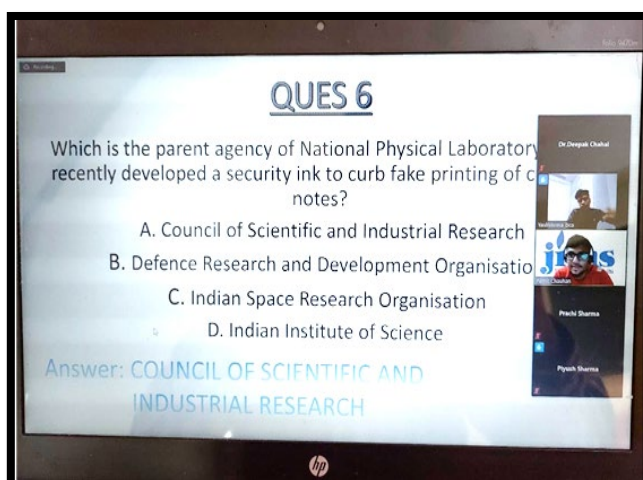 Recording...
QUES 6
Which is the parent agency of National Physical Laboratory
recently developed a security ink to curb fake printing of c
notes?
A. Council of Scientific and Industrial Research
B. Defence Research and Development Organisatio
C. Indian Space Research Organisation
D. Indian Institute of Science
Answer: COUNCIL OF SCIENTIFIC AND
INDUSTRIAL RESEARCH
Dr.Deepak Chahal
Chauhan
Prachi Sharma
Piyush Sharma
hp